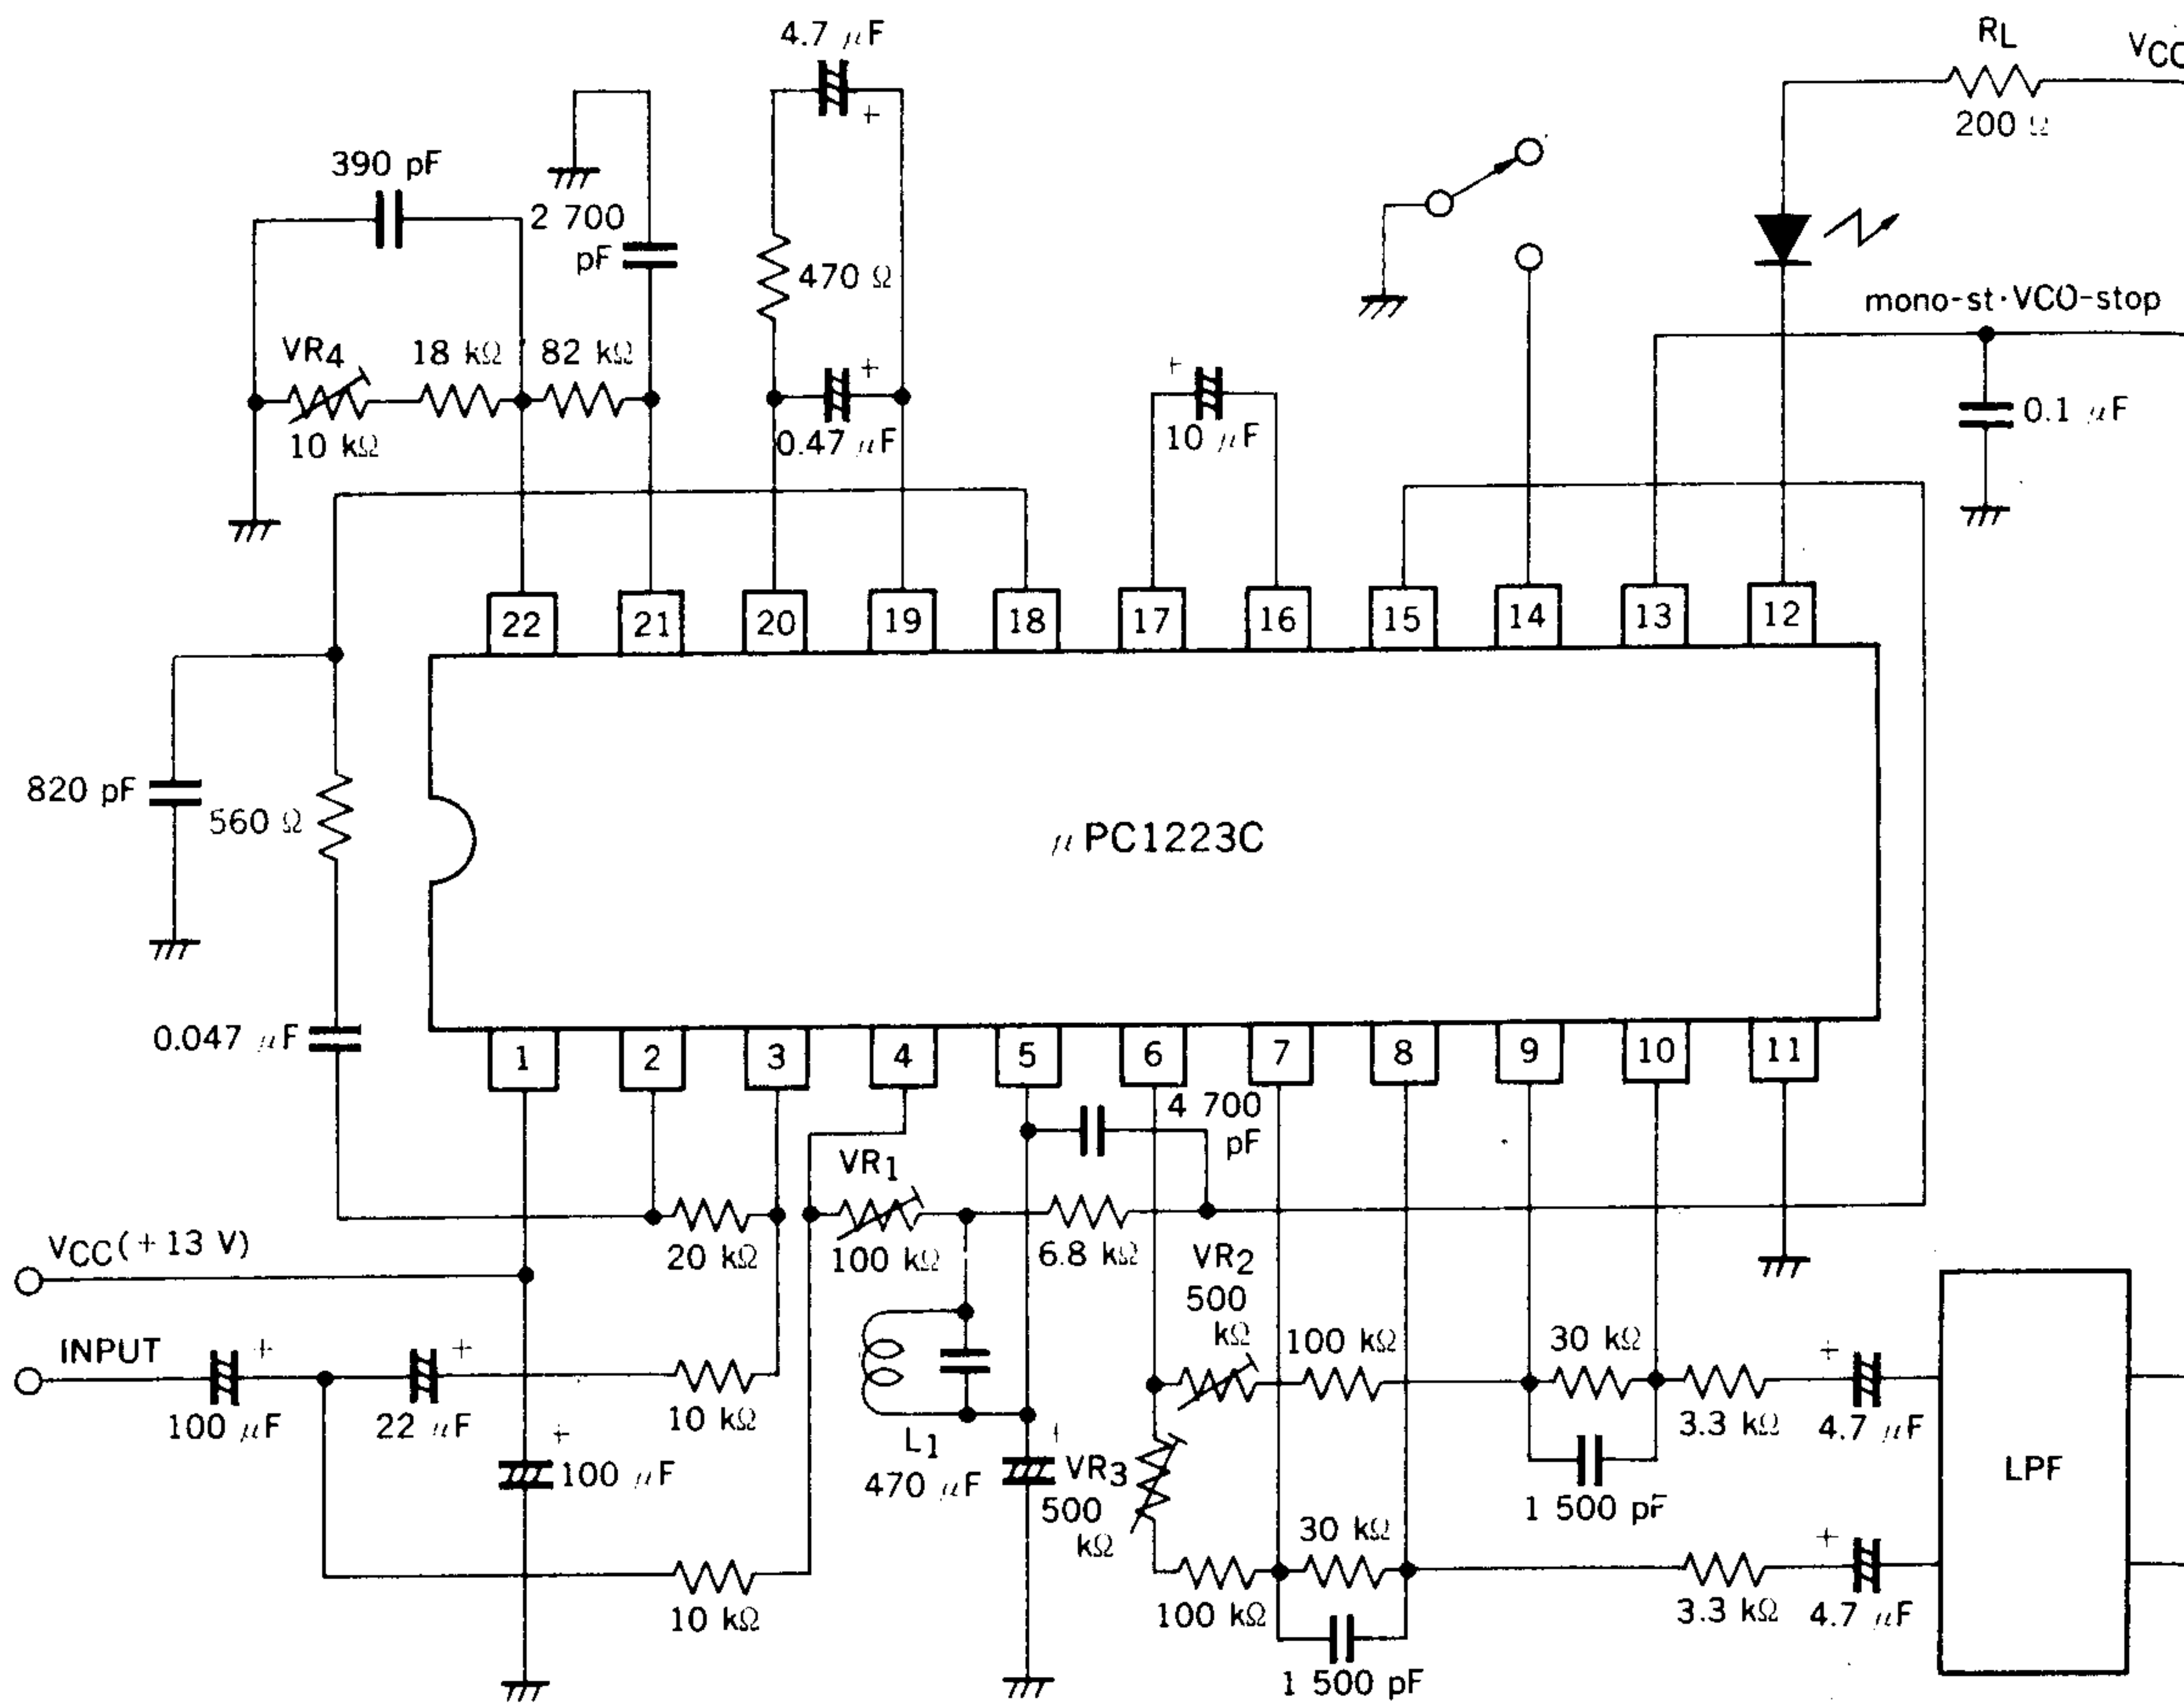 4.7 μF
RL
VCC
200 Ω
390 pF
2 700
pF
470 Ω
mono-st·VCO-stop
VR4
18 kΩ
82 kΩ
10 kΩ
+
+
0.47 μF
+
10 μF
0.1 μF
22
21
20
19
18
17
16
15
14
13
12
820 pF
560 Ω
μPC1223C
0.047 μF
1
2
3
4
5
6
7
8
9
10
11
4 700
pF
VR1
100 kΩ
20 kΩ
6.8 kΩ
VCC(+13 V)
VR2
500
kΩ
INPUT
+
+
100 kΩ
30 kΩ
+
100 μF
22 μF
10 kΩ
3.3 kΩ
4.7 μF
+
100 μF
L1
470 μF
+
VR3
500
kΩ
1 500 pF
LPF
30 kΩ
+
10 kΩ
100 kΩ
3.3 kΩ
4.7 μF
1 500 pF